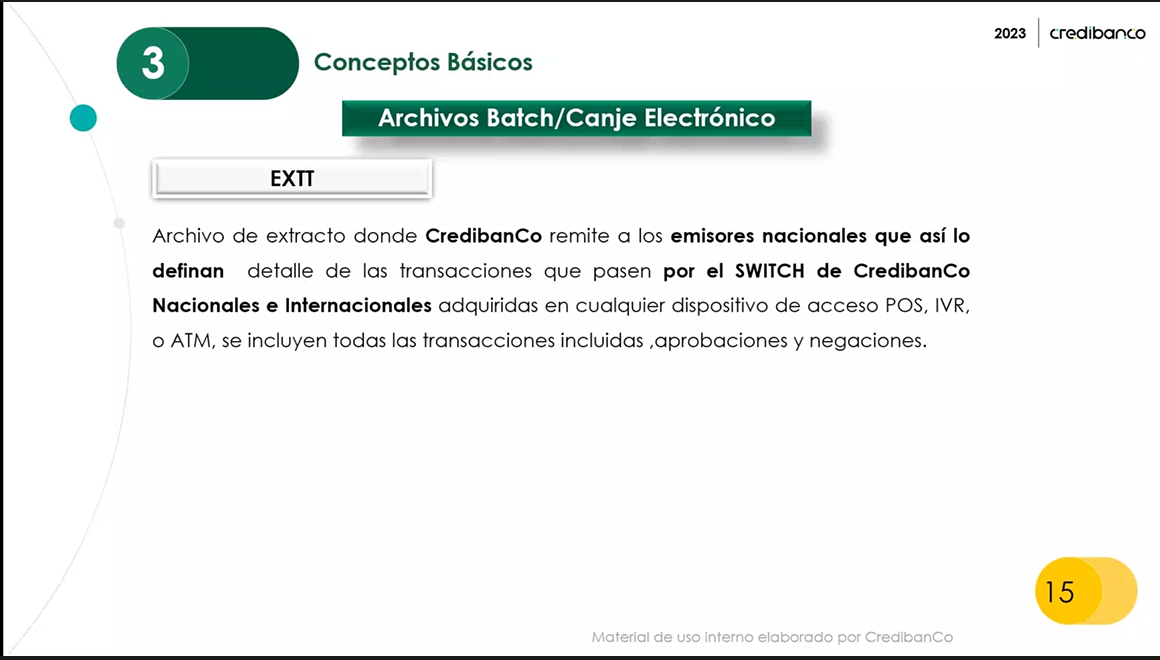 2023 credibanco
3 Conceptos Básicos
Archivos Batch/Canje Electrónico
EXTT
Archivo de extracto donde CredibanCo remite a los emisores nacionales que así lo
definan detalle de las transacciones que pasen por el SWITCH de CredibanCo
Nacionales e Internacionales adquiridas en cualquier dispositivo de acceso POS, IVR,
o ATM, se incluyen todas las transacciones incluidas ,aprobaciones y negaciones.
15
Material de uso interno elaborado por CredibanCo